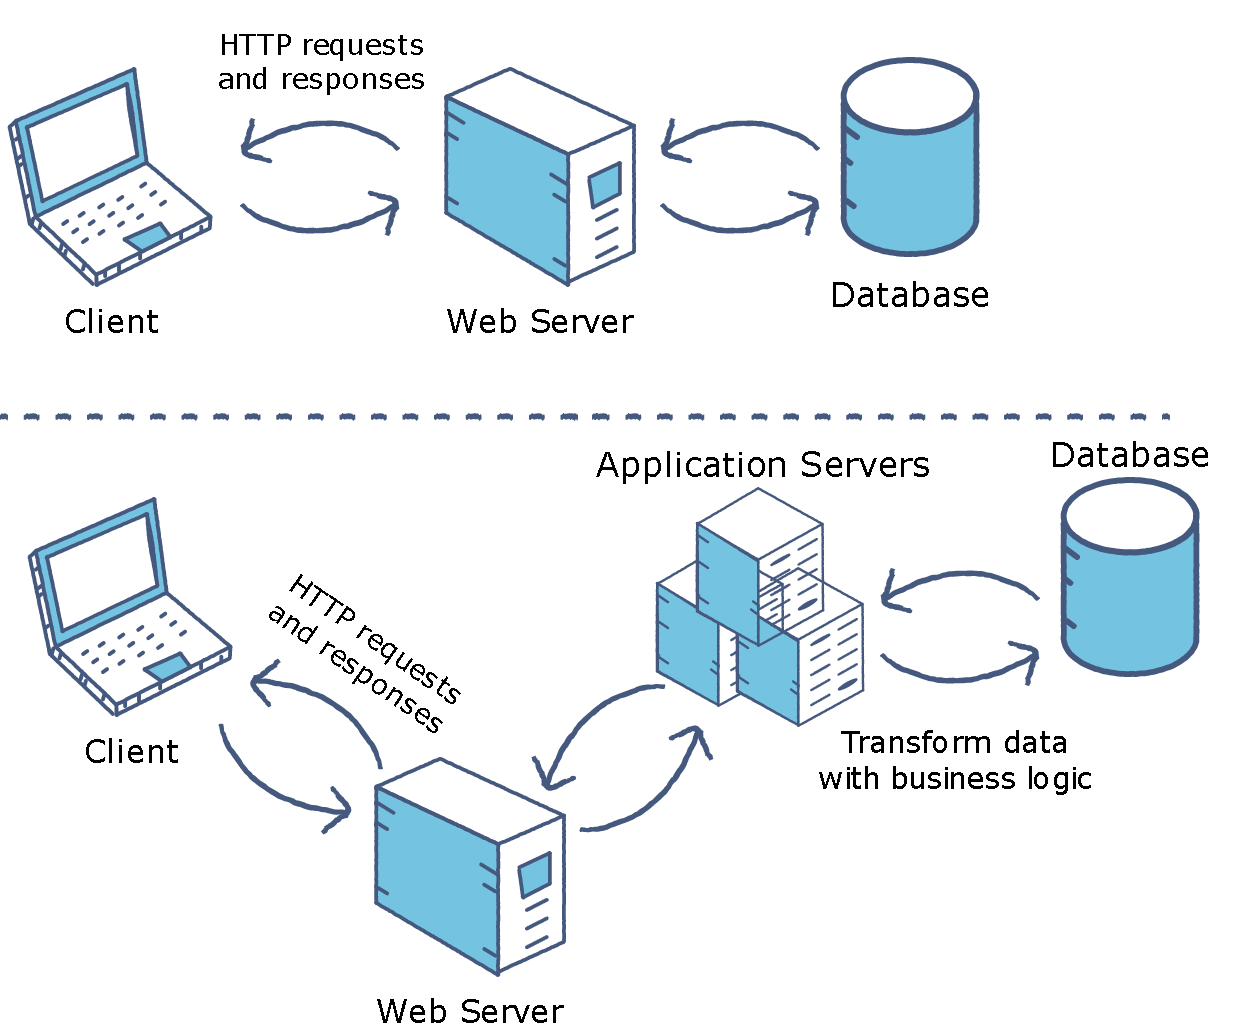 HTTP requests
and responses
Client
Web Server
Database
Application Servers
Database
HTTP requests
and responses
Client
Transform data
with business logic
Web Server